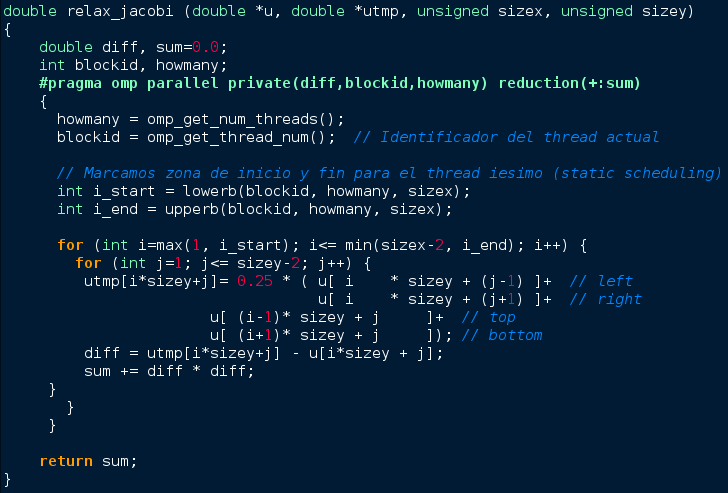 double relax_jacobi (double *u, double *utmp, unsigned sizex, unsigned sizey)
{
    double diff, sum=0.0;
    int blockid, howmany;
    #pragma omp parallel private(diff,blockid,howmany) reduction(+:sum)
    {
      howmany = omp_get_num_threads();
      blockid = omp_get_thread_num();  // Identificador del thread actual

      // Marcamos zona de inicio y fin para el thread iesimo (static scheduling)
      int i_start = lowerb(blockid, howmany, sizex);
      int i_end = upperb(blockid, howmany, sizex);

      for (int i=max(1, i_start); i<= min(sizex-2, i_end); i++) {
        for (int j=1; j<= sizey-2; j++) {
         utmp[i*sizey+j]= 0.25 * ( u[ i    * sizey + (j-1) ]+  // left
                                   u[ i    * sizey + (j+1) ]+  // right
                       u[ (i-1)* sizey + j     ]+  // top
                       u[ (i+1)* sizey + j     ]); // bottom
         diff = utmp[i*sizey+j] - u[i*sizey + j];
         sum += diff * diff;
     }
       }
     }

    return sum;
}